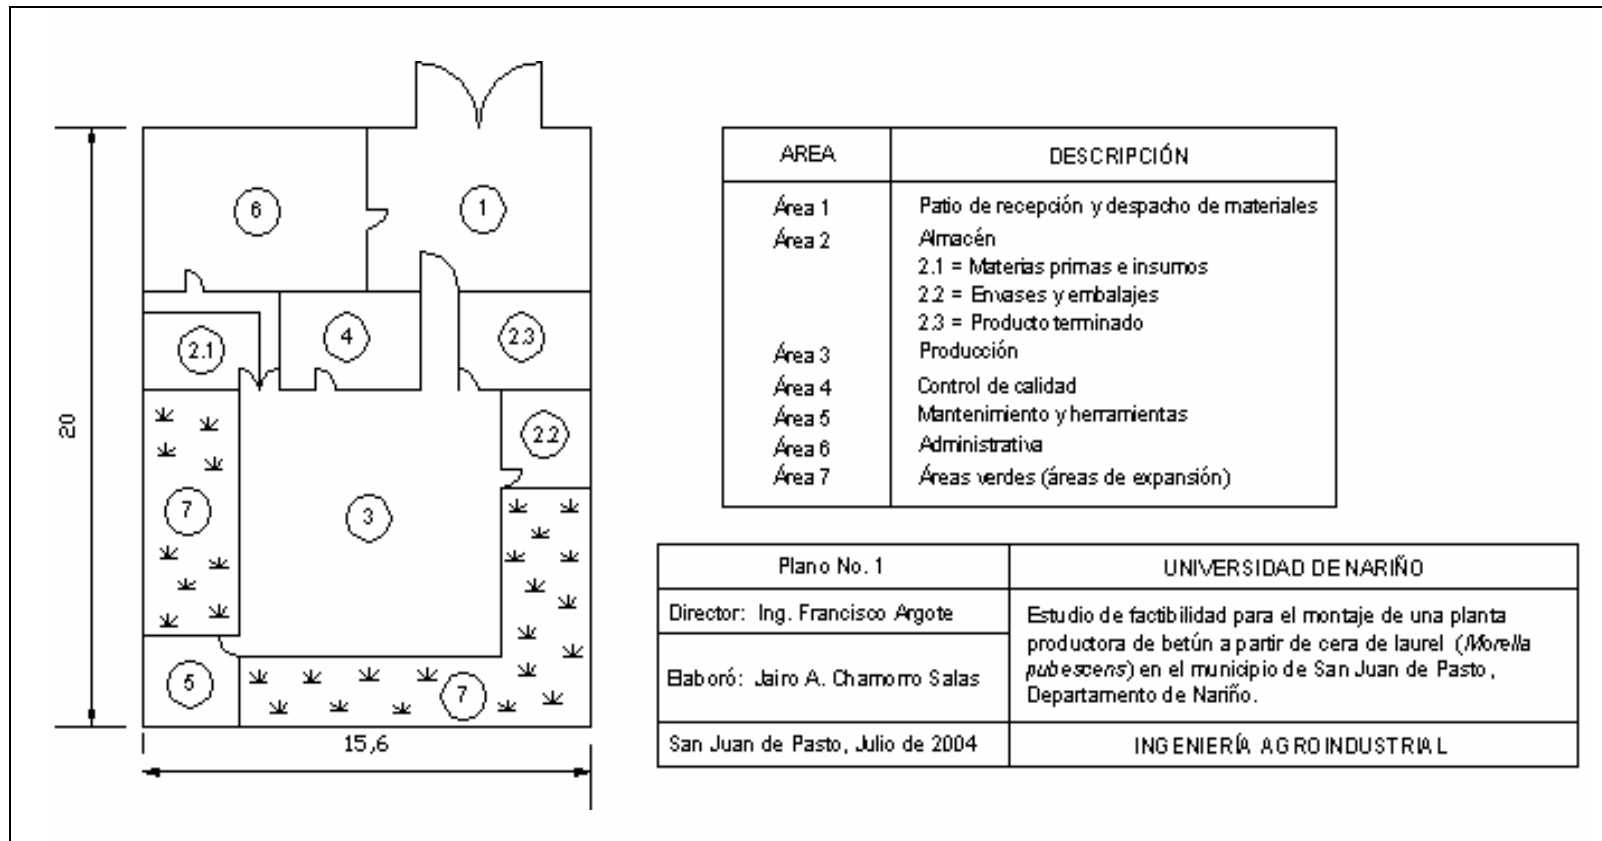 6
1
2.1
4
2.3
2.2
7
3
5
7
20
15,6
AREA DESCRIPCIÓN
Área 1 Patio de recepción y despacho de materiales
Área 2 Almacén
2.1 = Materias primas e insumos
2.2 = Envases y embalajes
2.3 = Producto terminado
Área 3 Producción
Área 4 Control de calidad
Área 5 Mantenimiento y herramientas
Área 6 Administrativa
Área 7 Áreas verdes (áreas de expansión)
Plano No. 1
UNIVERSIDAD DE NARIÑO
Director: Ing. Francisco Argote
Elaboró: Jairo A. Chamorro Salas
Estudio de factibilidad para el montaje de una planta
productora de betún a partir de cera de laurel (Morella
pubescens) en el municipio de San Juan de Pasto,
Departamento de Nariño.
San Juan de Pasto, Julio de 2004
INGENIERÍA AGROINDUSTRIAL